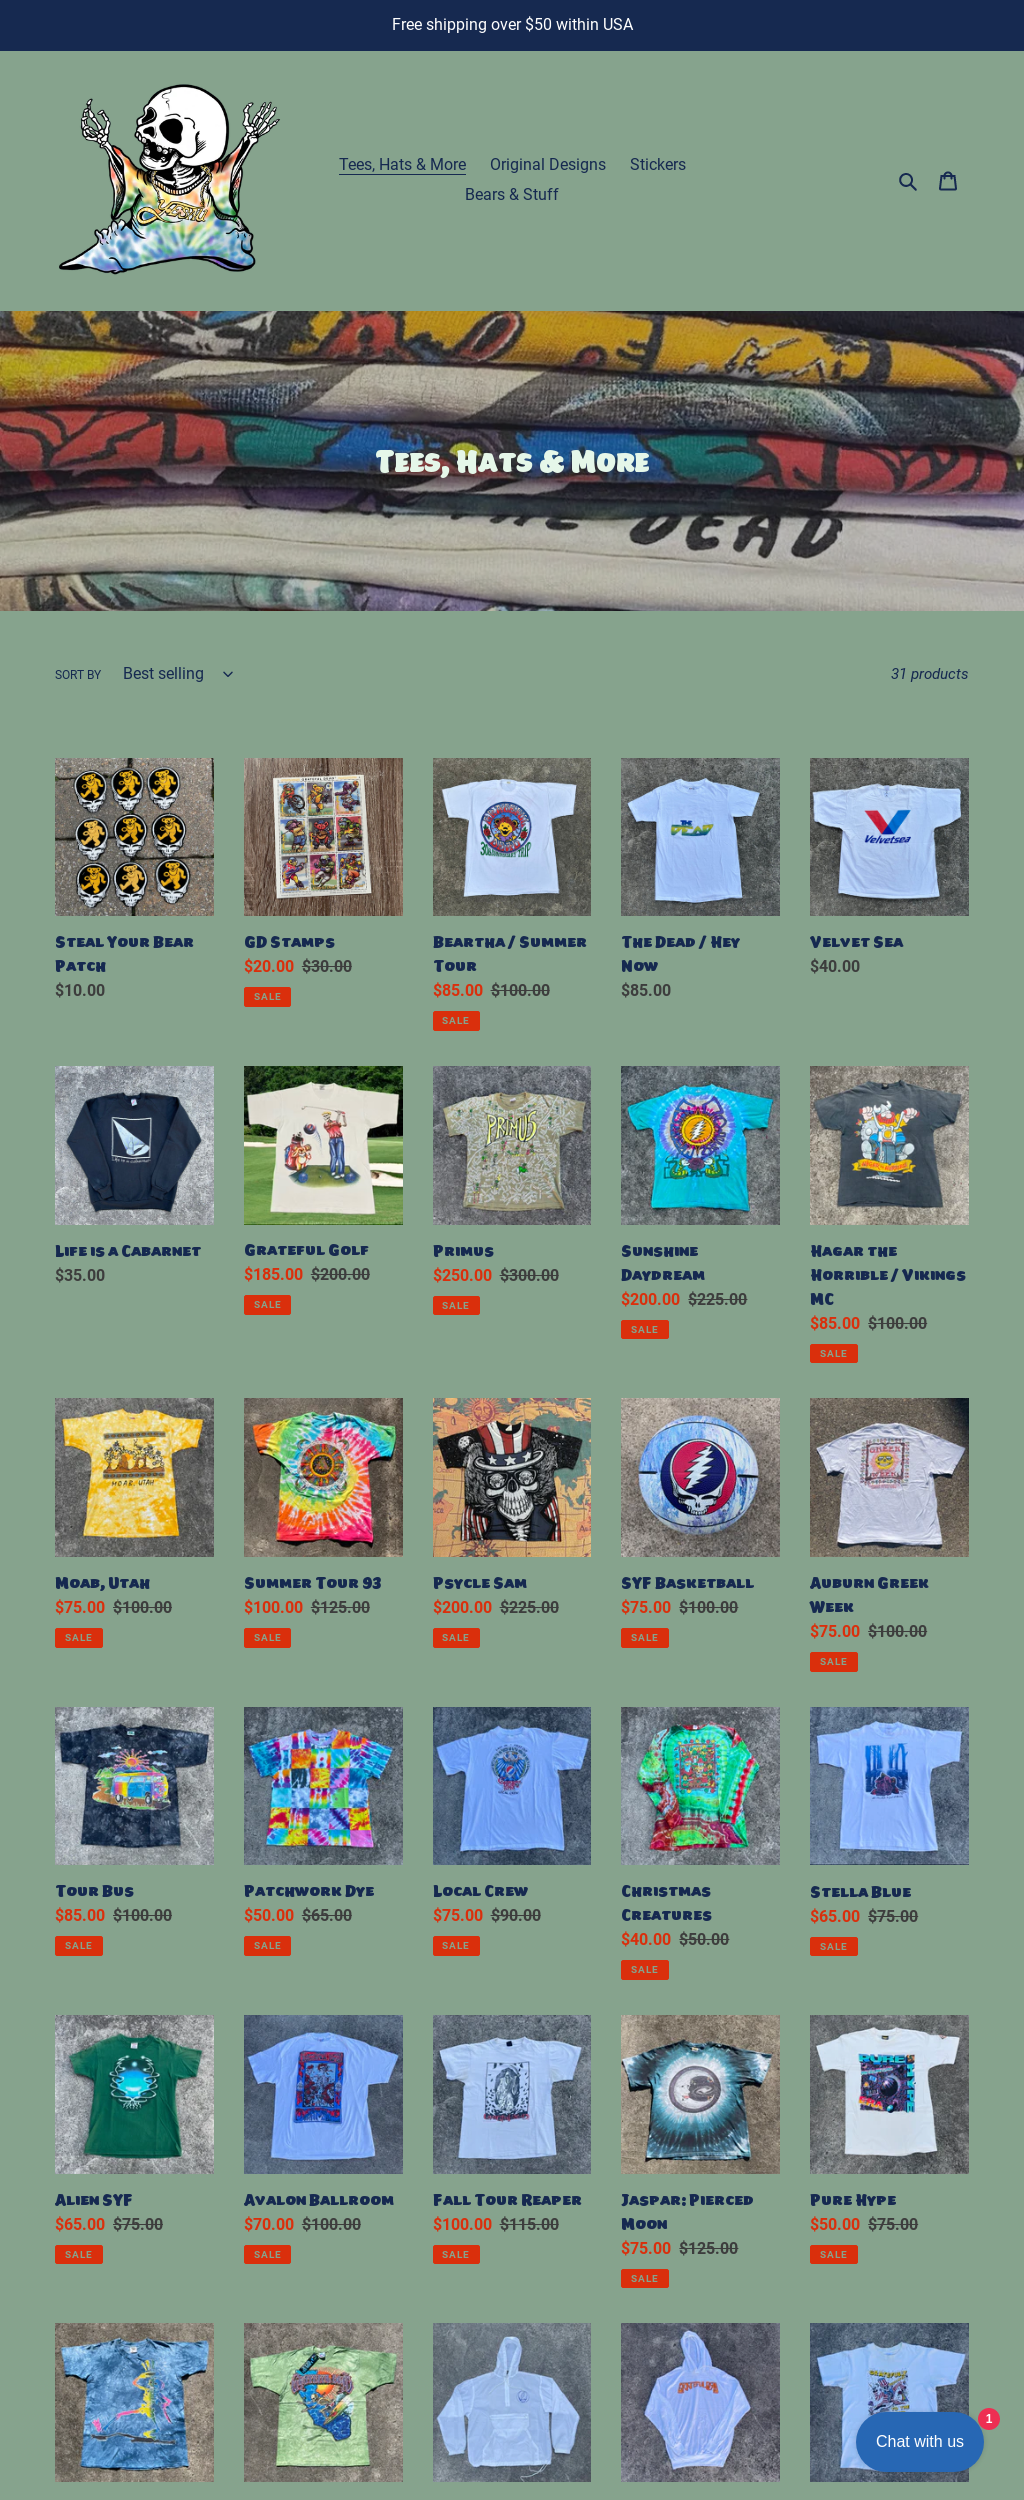 Free shipping over $50 within USA
YESHU
Tees, Hats & More
Original Designs
Stickers
Bears & Stuff
Tees, Hats & More
THE DEAD
SORT BY
Best selling
31 products
THE
DEAD
Velvetsea
Steal Your Bear
Patch
$10.00
GD Stamps
$20.00 $30.00
SALE
Beartha / Summer
Tour
$85.00 $100.00
SALE
The Dead / Hey
Now
$85.00
Velvet Sea
$40.00
PRIMUS
Life is a Cabarnet
$35.00
Grateful Golf
$185.00 $200.00
SALE
Primus
$250.00 $300.00
SALE
Sunshine
Daydream
$200.00 $225.00
SALE
Hagar the
Horrible / Vikings
MC
$85.00 $100.00
SALE
MOAB, UTAH
Moab, Utah
$75.00 $100.00
SALE
Summer Tour 93
$100.00 $125.00
SALE
Psycle Sam
$200.00 $225.00
SALE
SYF Basketball
$75.00 $100.00
SALE
Auburn Greek
Week
$75.00 $100.00
SALE
Tour Bus
$85.00 $100.00
SALE
Patchwork Dye
$50.00 $65.00
SALE
Local Crew
$75.00 $90.00
SALE
Christmas
Creatures
$40.00 $50.00
SALE
Stella Blue
$65.00 $75.00
SALE
Alien SYF
$65.00 $75.00
SALE
Avalon Ballroom
$70.00 $100.00
SALE
Fall Tour Reaper
$100.00 $115.00
SALE
Jaspar: Pierced
Moon
$75.00 $125.00
SALE
Pure Hype
$50.00 $75.00
SALE
1
Chat with us